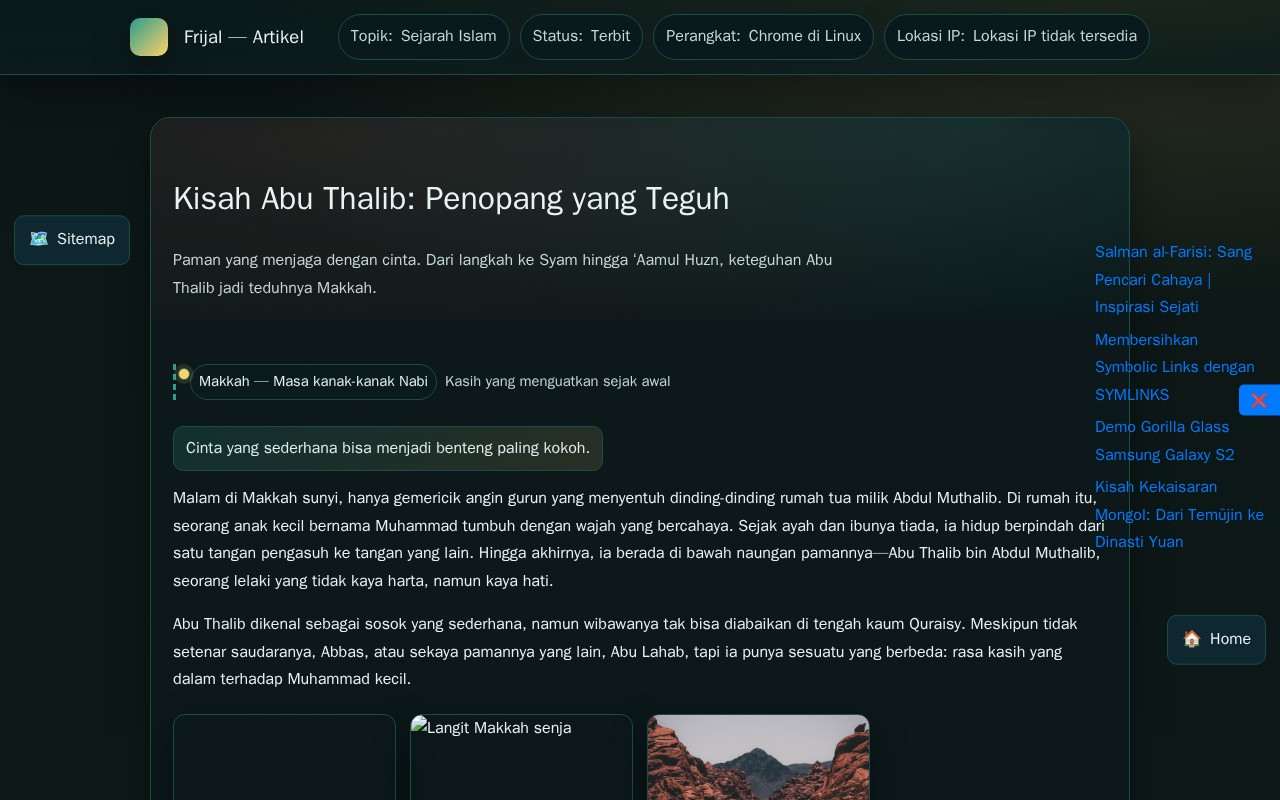 Frijal — Artikel
Topik: Sejarah Islam
Status: Terbit
Perangkat: Chrome di Linux
Lokasi IP: Lokasi IP tidak tersedia
Kisah Abu Thalib: Penopang yang Teguh
Paman yang menjaga dengan cinta. Dari langkah ke Syam hingga ‘Aamul Huzn, keteguhan Abu
Thalib jadi teduhnya Makkah.
🗺️ Sitemap
Makkah — Masa kanak-kanak Nabi
Kasih yang menguatkan sejak awal
Cinta yang sederhana bisa menjadi benteng paling kokoh.
Malam di Makkah sunyi, hanya gemericik angin gurun yang menyentuh dinding-dinding rumah tua milik Abdul Muthalib. Di rumah itu,
seorang anak kecil bernama Muhammad tumbuh dengan wajah yang bercahaya. Sejak ayah dan ibunya tiada, ia hidup berpindah dari
satu tangan pengasuh ke tangan yang lain. Hingga akhirnya, ia berada di bawah naungan pamannya—Abu Thalib bin Abdul Muthalib,
seorang lelaki yang tidak kaya harta, namun kaya hati.
Abu Thalib dikenal sebagai sosok yang sederhana, namun wibawanya tak bisa diabaikan di tengah kaum Quraisy. Meskipun tidak
setenar saudaranya, Abbas, atau sekaya pamannya yang lain, Abu Lahab, tapi ia punya sesuatu yang berbeda: rasa kasih yang
dalam terhadap Muhammad kecil.
Langit Makkah senja
Salman al-Farisi: Sang
Pencari Cahaya |
Inspirasi Sejati
Membersihkan
Symbolic Links dengan
SYMLINKS
❌
Demo Gorilla Glass
Samsung Galaxy S2
Kisah Kekaisaran
Mongol: Dari Temüjin ke
Dinasti Yuan
🏠 Home